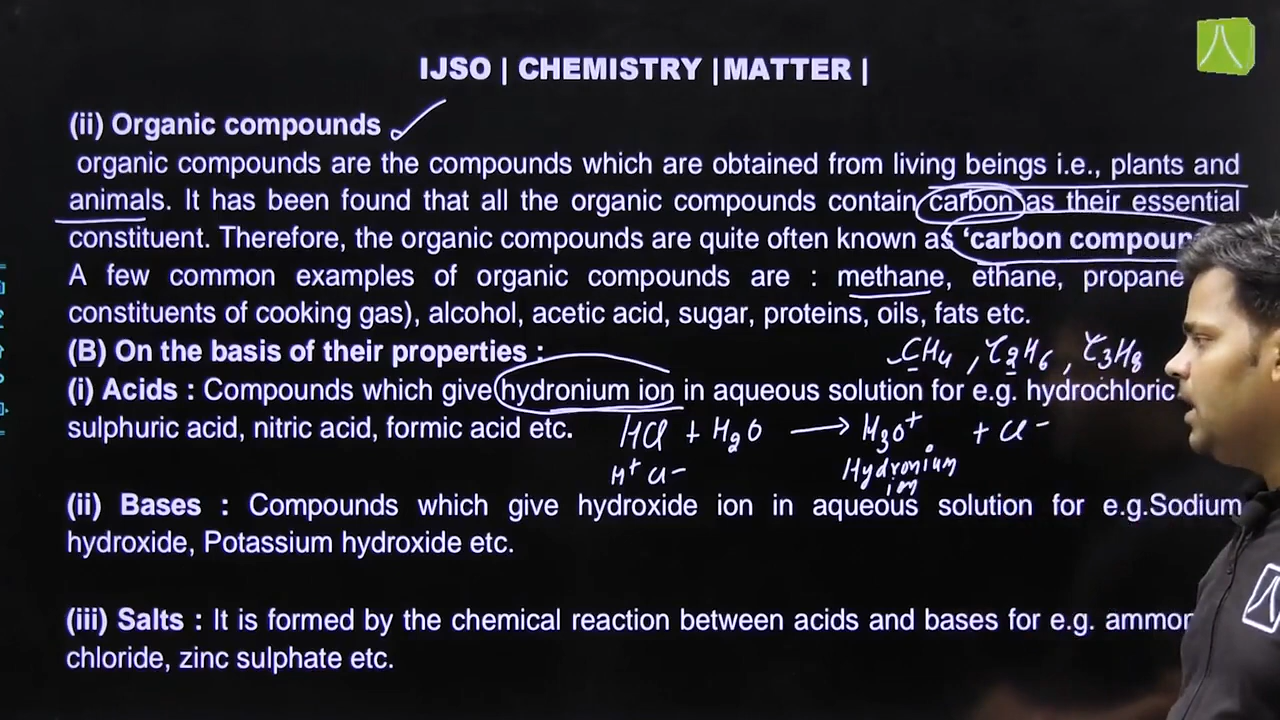 IJSO | CHEMISTRY |MATTER |
(ii) Organic compounds
organic compounds are the compounds which are obtained from living beings i.e., plants and
animals. It has been found that all the organic compounds contain carbon as their essential
constituent. Therefore, the organic compounds are quite often known as ‘carbon
A few common examples of organic compounds are : methane, ethane, propane
constituents of cooking gas), alcohol, acetic acid, sugar, proteins, oils, fats etc.
(B) On the basis of their properties :
CH4 , C2H6 , C3H8
(i) Acids : Compounds which give hydronium ion in aqueous solution for e.g. hydrochloric
sulphuric acid, nitric acid, formic acid etc.
HCl + H2O ⟶ H3O+ + Cl-
H+ Cl-
Hydronium
ion
(ii) Bases : Compounds which give hydroxide ion in aqueous solution for e.g.Sodium
hydroxide, Potassium hydroxide etc.
(iii) Salts : It is formed by the chemical reaction between acids and bases for e.g.
chloride, zinc sulphate etc.